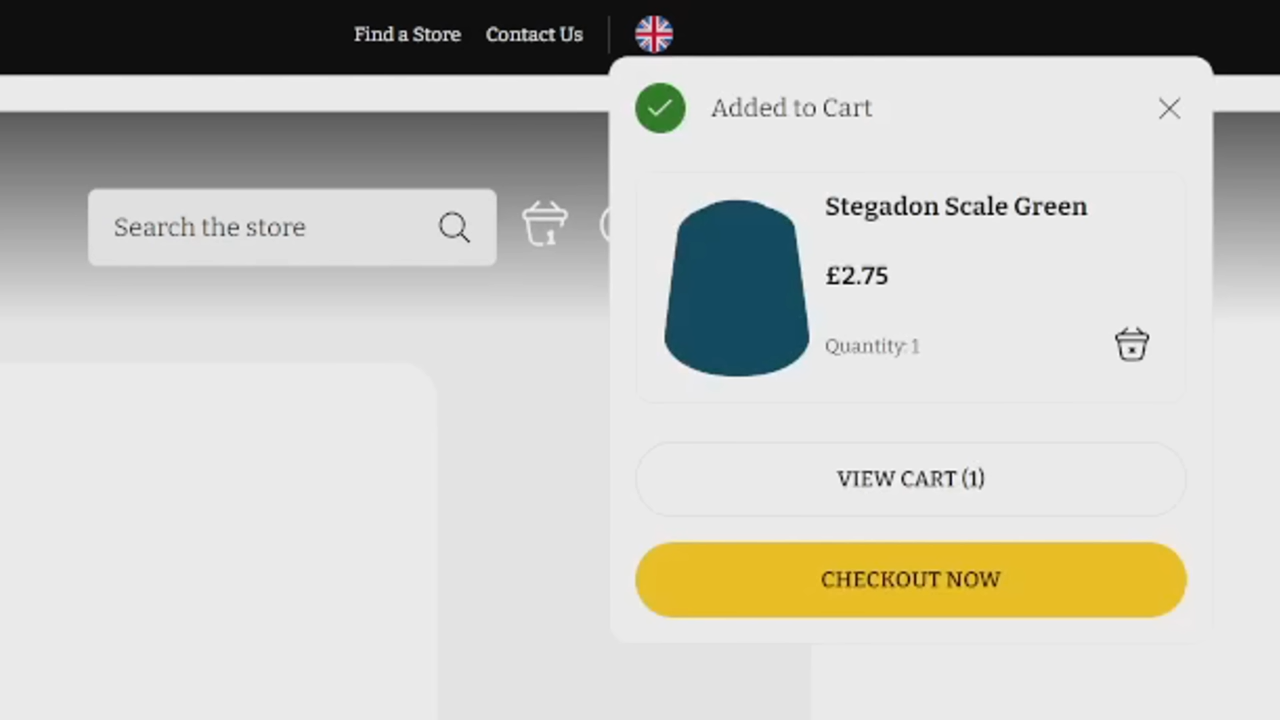 Find a Store Contact Us
Added to Cart
Search the store
1
Stegadon Scale Green
£2.75
Quantity: 1
VIEW CART (1)
CHECKOUT NOW